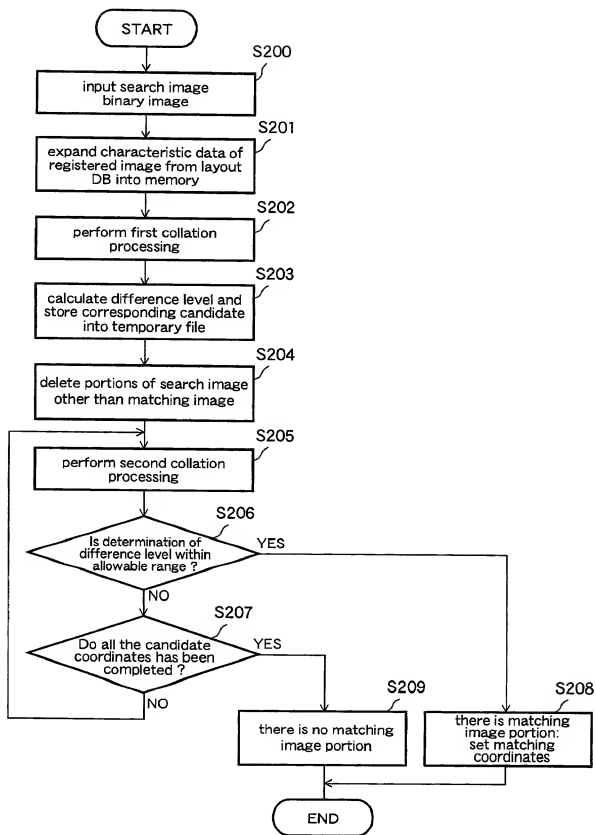 START
S200
input search image
binary image
S201
expand characteristic data of
registered image from layout
DB into memory
S202
perform first collation
processing
S203
calculate difference level and
store corresponding candidate
into temporary file
S204
delete portions of search image
other than matching image
S205
perform second collation
processing
S206
Is determination of
difference level within
allowable range ?
YES
NO
S207
Do all the candidate
coordinates has been
completed ?
YES
NO
S209
there is no matching
image portion
S208
there is matching
image portion:
set matching
coordinates
END